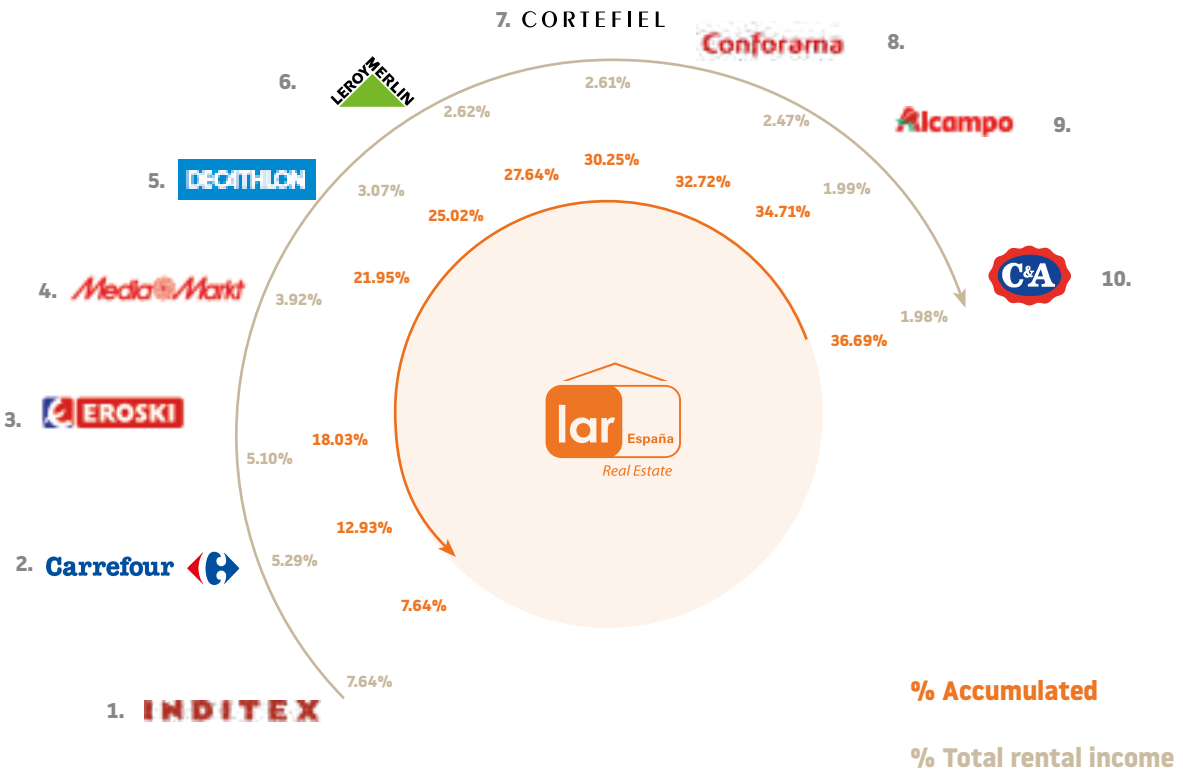 7. CORTEFIEL
Conforama 8.
6. LEROY MERLIN
2.61%
2.62%
2.47%
Alcampo 9.
30.25%
27.64%
32.72%
5. DECATHLON
3.07%
1.99%
25.02%
34.71%
C&A 10.
21.95%
4. Media Markt
3.92%
1.98%
36.69%
3. EROSKI
lar
España
Real Estate
18.03%
5.10%
12.93%
2. Carrefour
5.29%
7.64%
7.64%
1. INDITEX
% Accumulated
% Total rental income